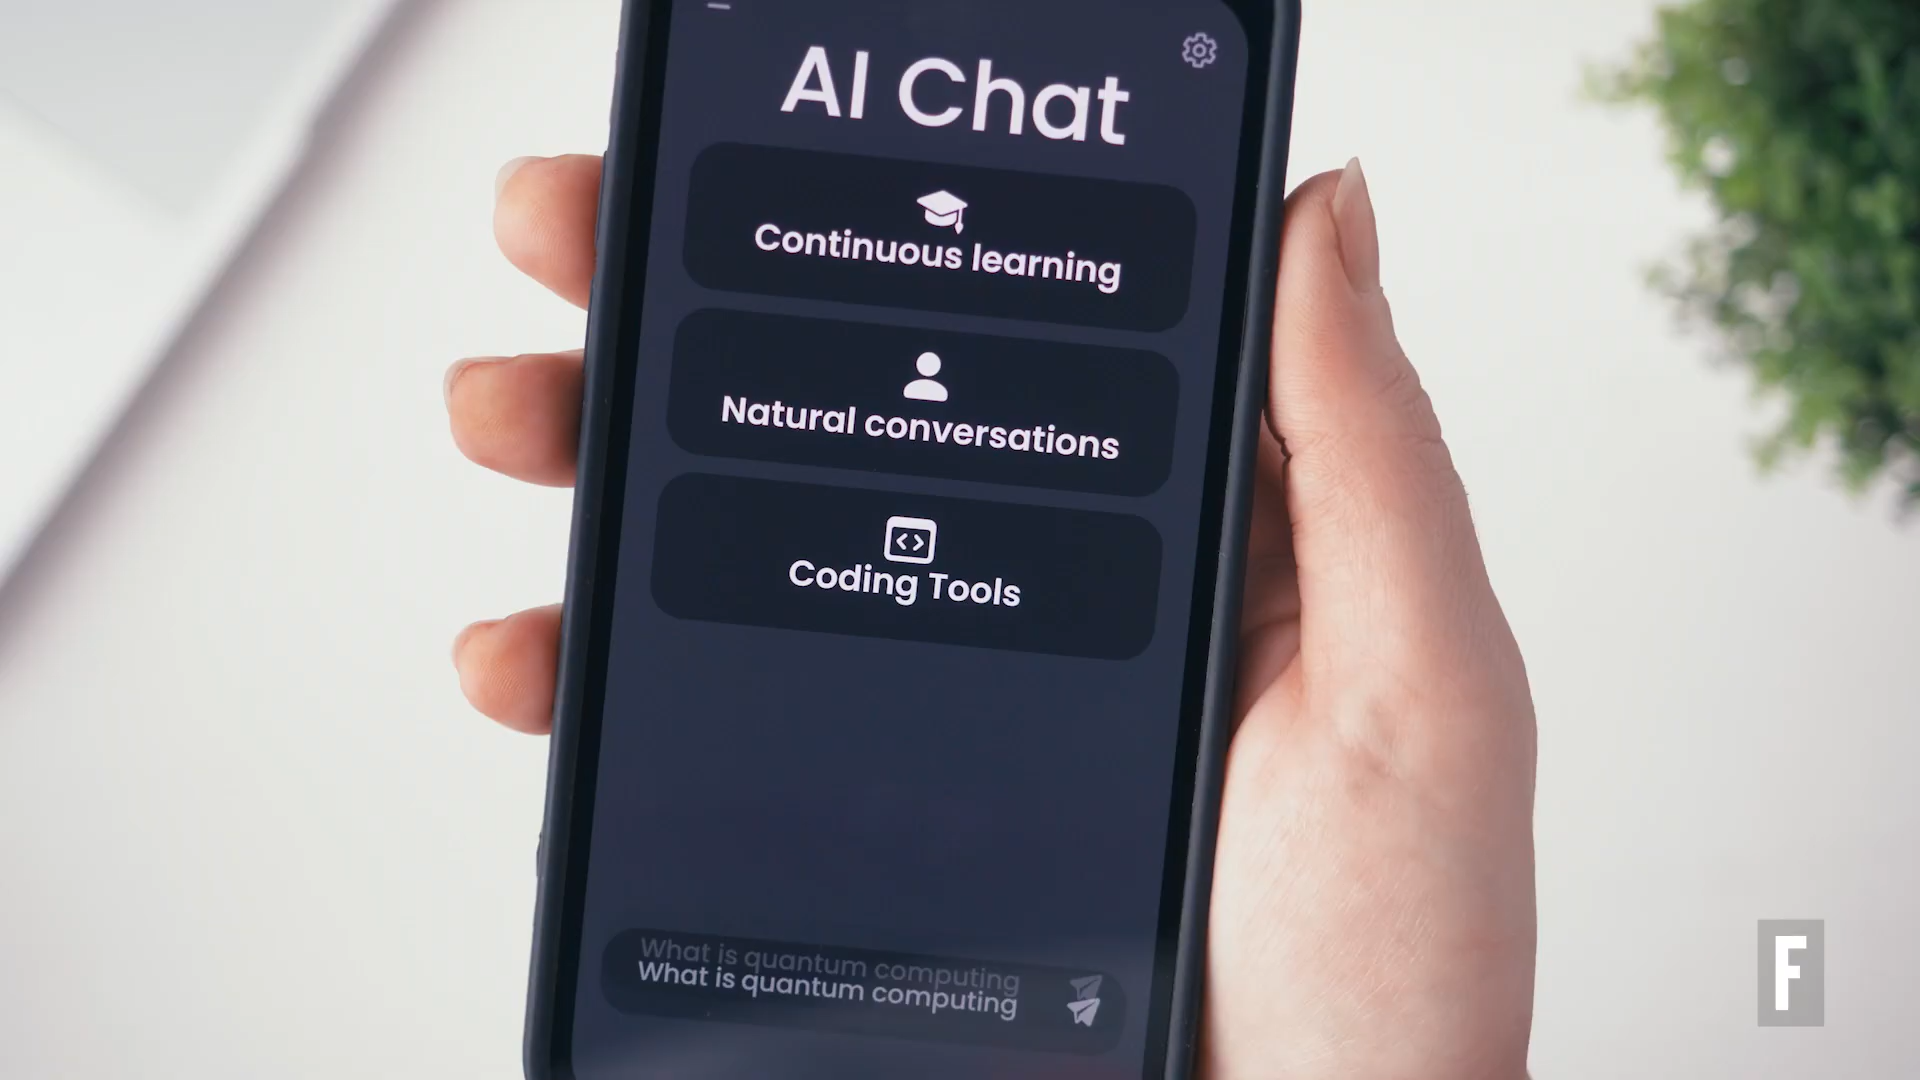 AI Chat
Continuous learning
Natural conversations
Coding Tools
What is quantum computing
What is quantum computing
F